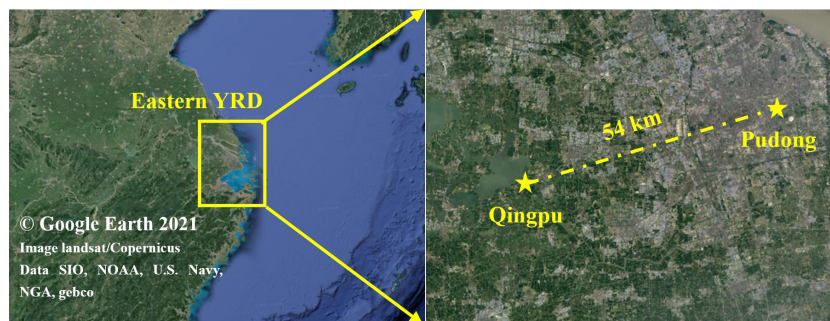 Eastern YRD
© Google Earth 2021
Image landsat/Copernicus
Data SIO, NOAA, U.S. Navy,
NGA, gebco
54 km
Pudong
Qingpu